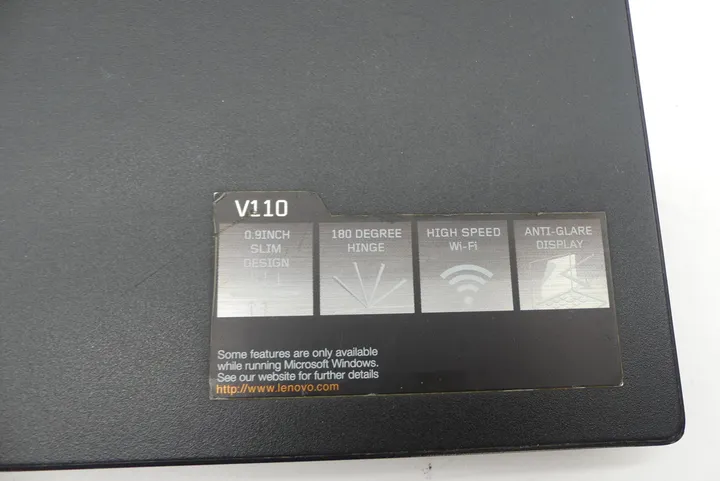 V110
0.9INCH
SLIM
DESIGN
180 DEGREE
HINGE
HIGH SPEED
Wi-Fi
ANTI-GLARE
DISPLAY
Some features are only available
while running Microsoft Windows.
See our website for further details
http://www.lenovo.com